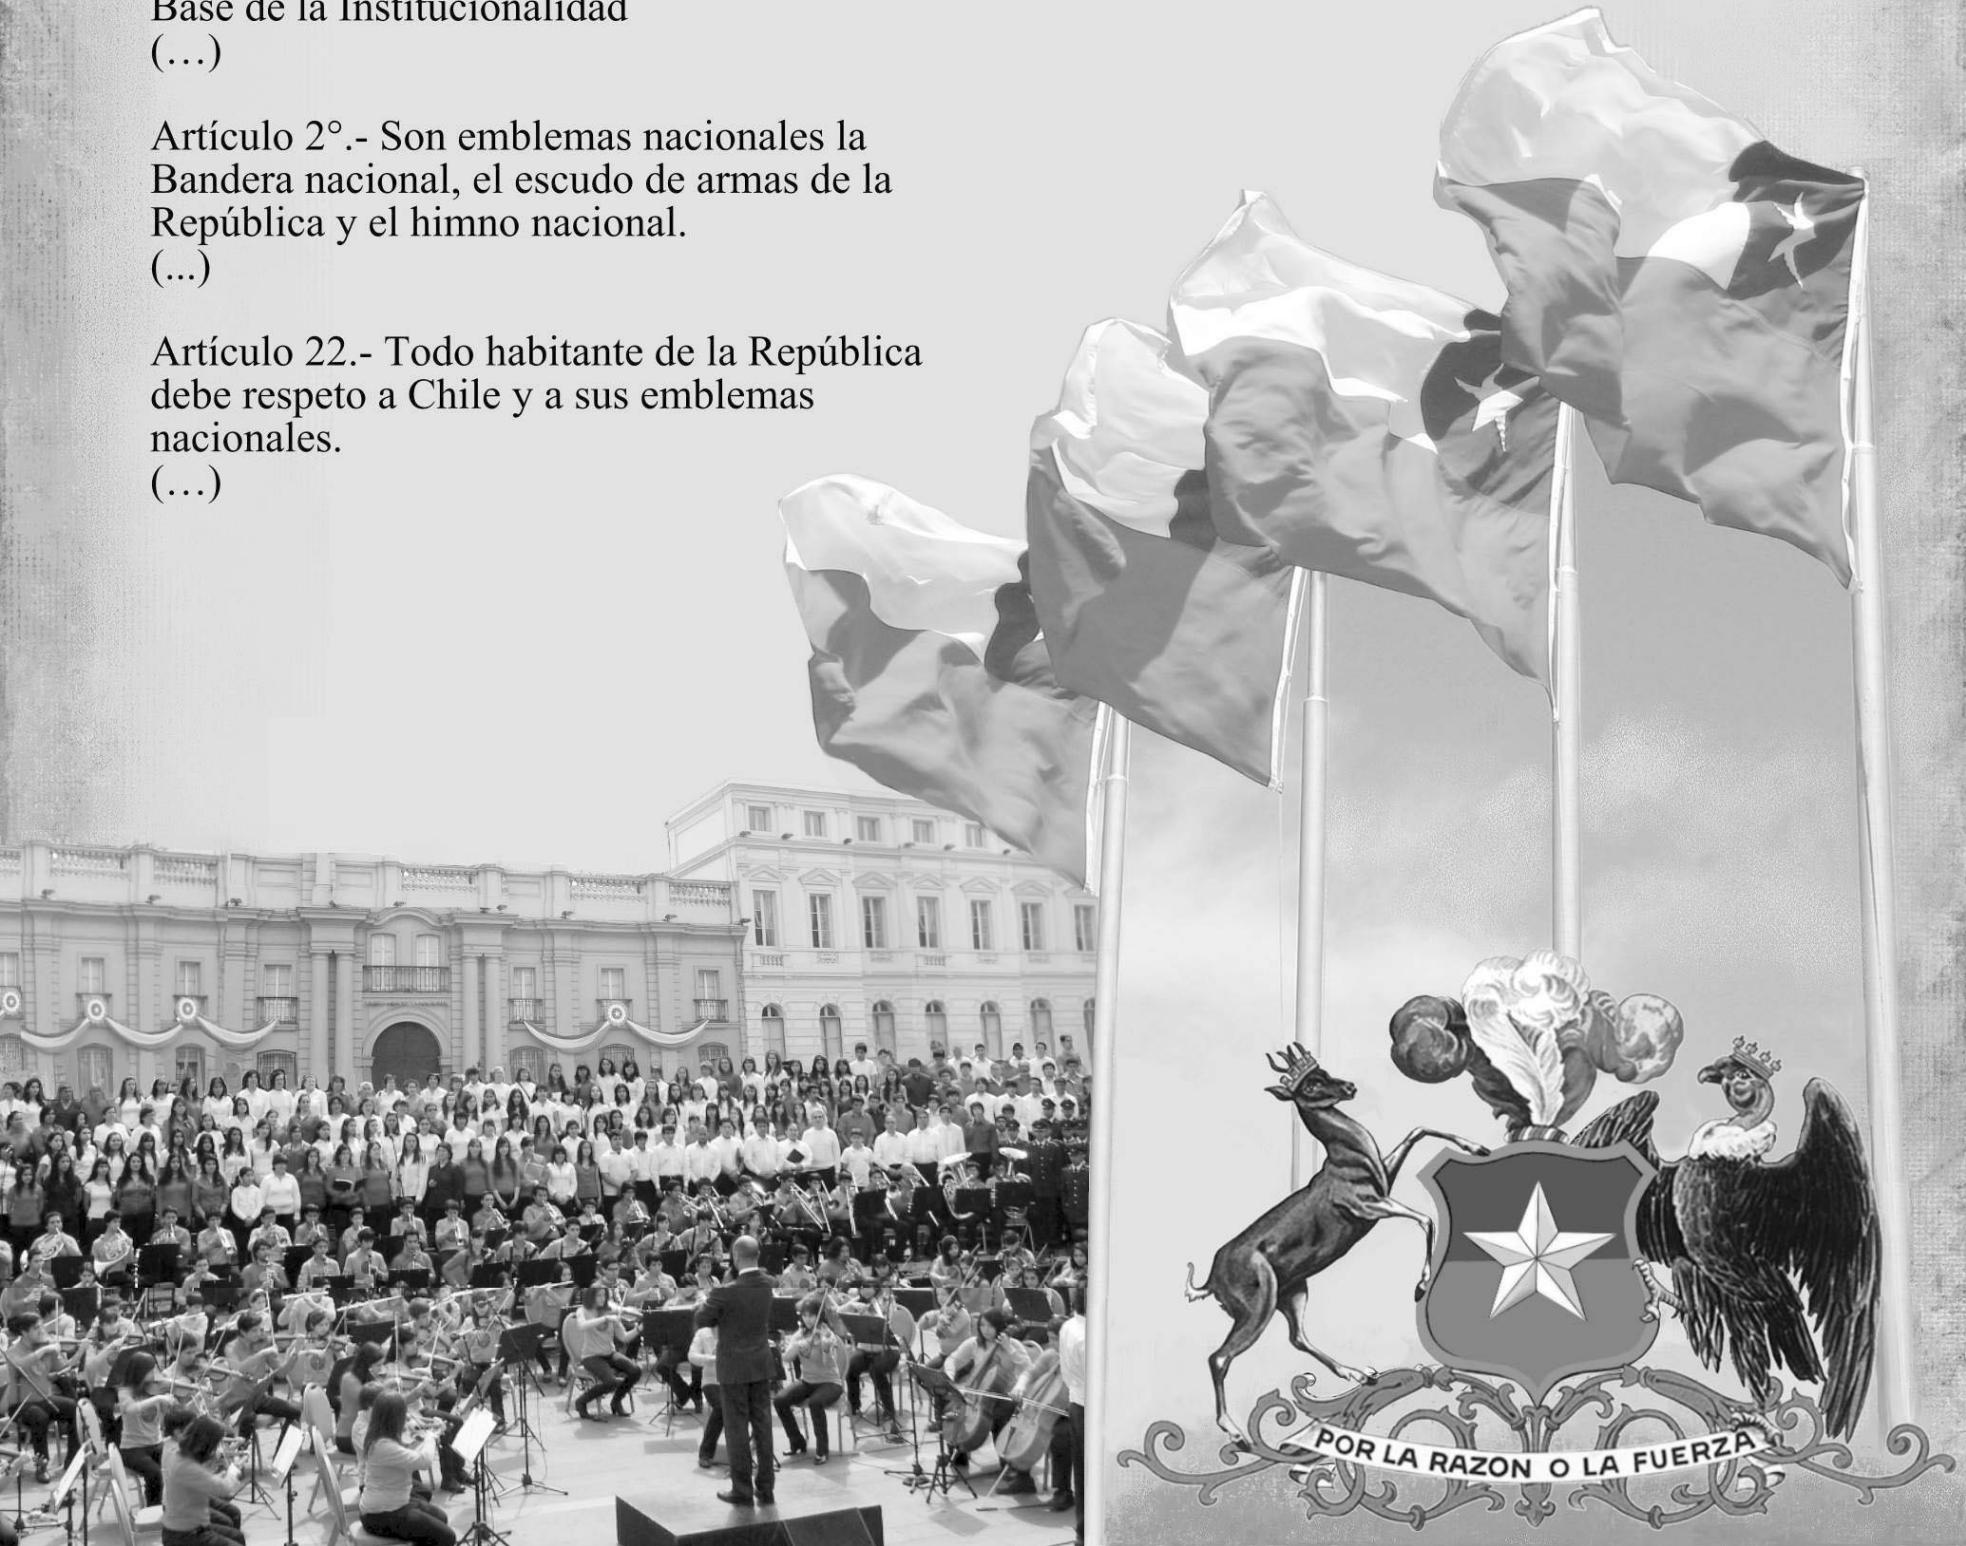 Base de la Institucionalidad
(…)
Artículo 2°.- Son emblemas nacionales la
Bandera nacional, el escudo de armas de la
República y el himno nacional.
(...)
Artículo 22.- Todo habitante de la República
debe respeto a Chile y a sus emblemas
nacionales.
(…)
POR LA RAZON O LA FUERZA